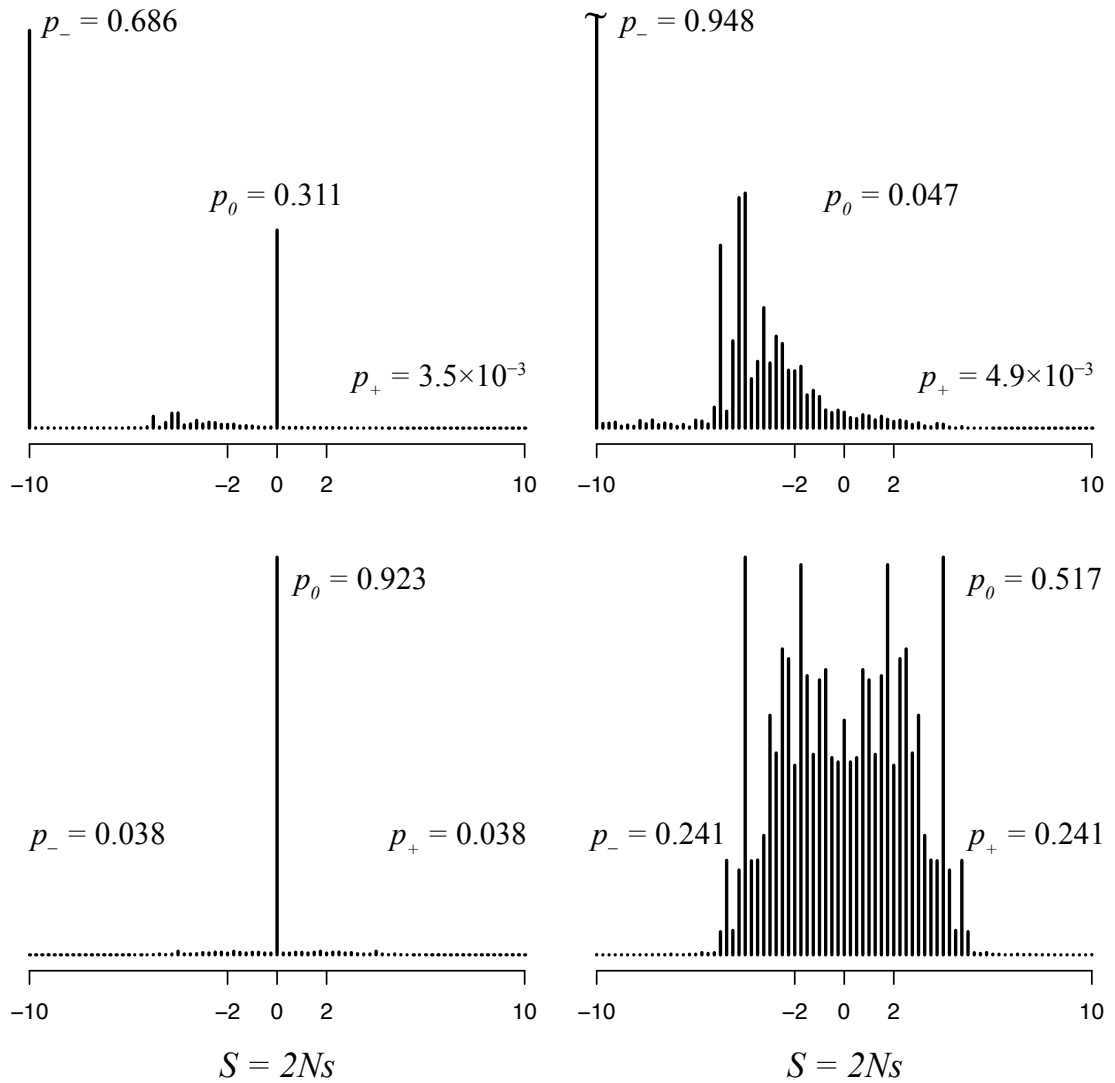 p₋ = 0.686
p₀ = 0.311
p₊ = 3.5×10⁻³
−10 −2 0 2 10
p₋ = 0.948
p₀ = 0.047
p₊ = 4.9×10⁻³
−10 −2 0 2 10
p₀ = 0.923
p₋ = 0.038
p₊ = 0.038
−10 −2 0 2 10
S = 2Ns
p₀ = 0.517
p₋ = 0.241
p₊ = 0.241
−10 −2 0 2 10
S = 2Ns